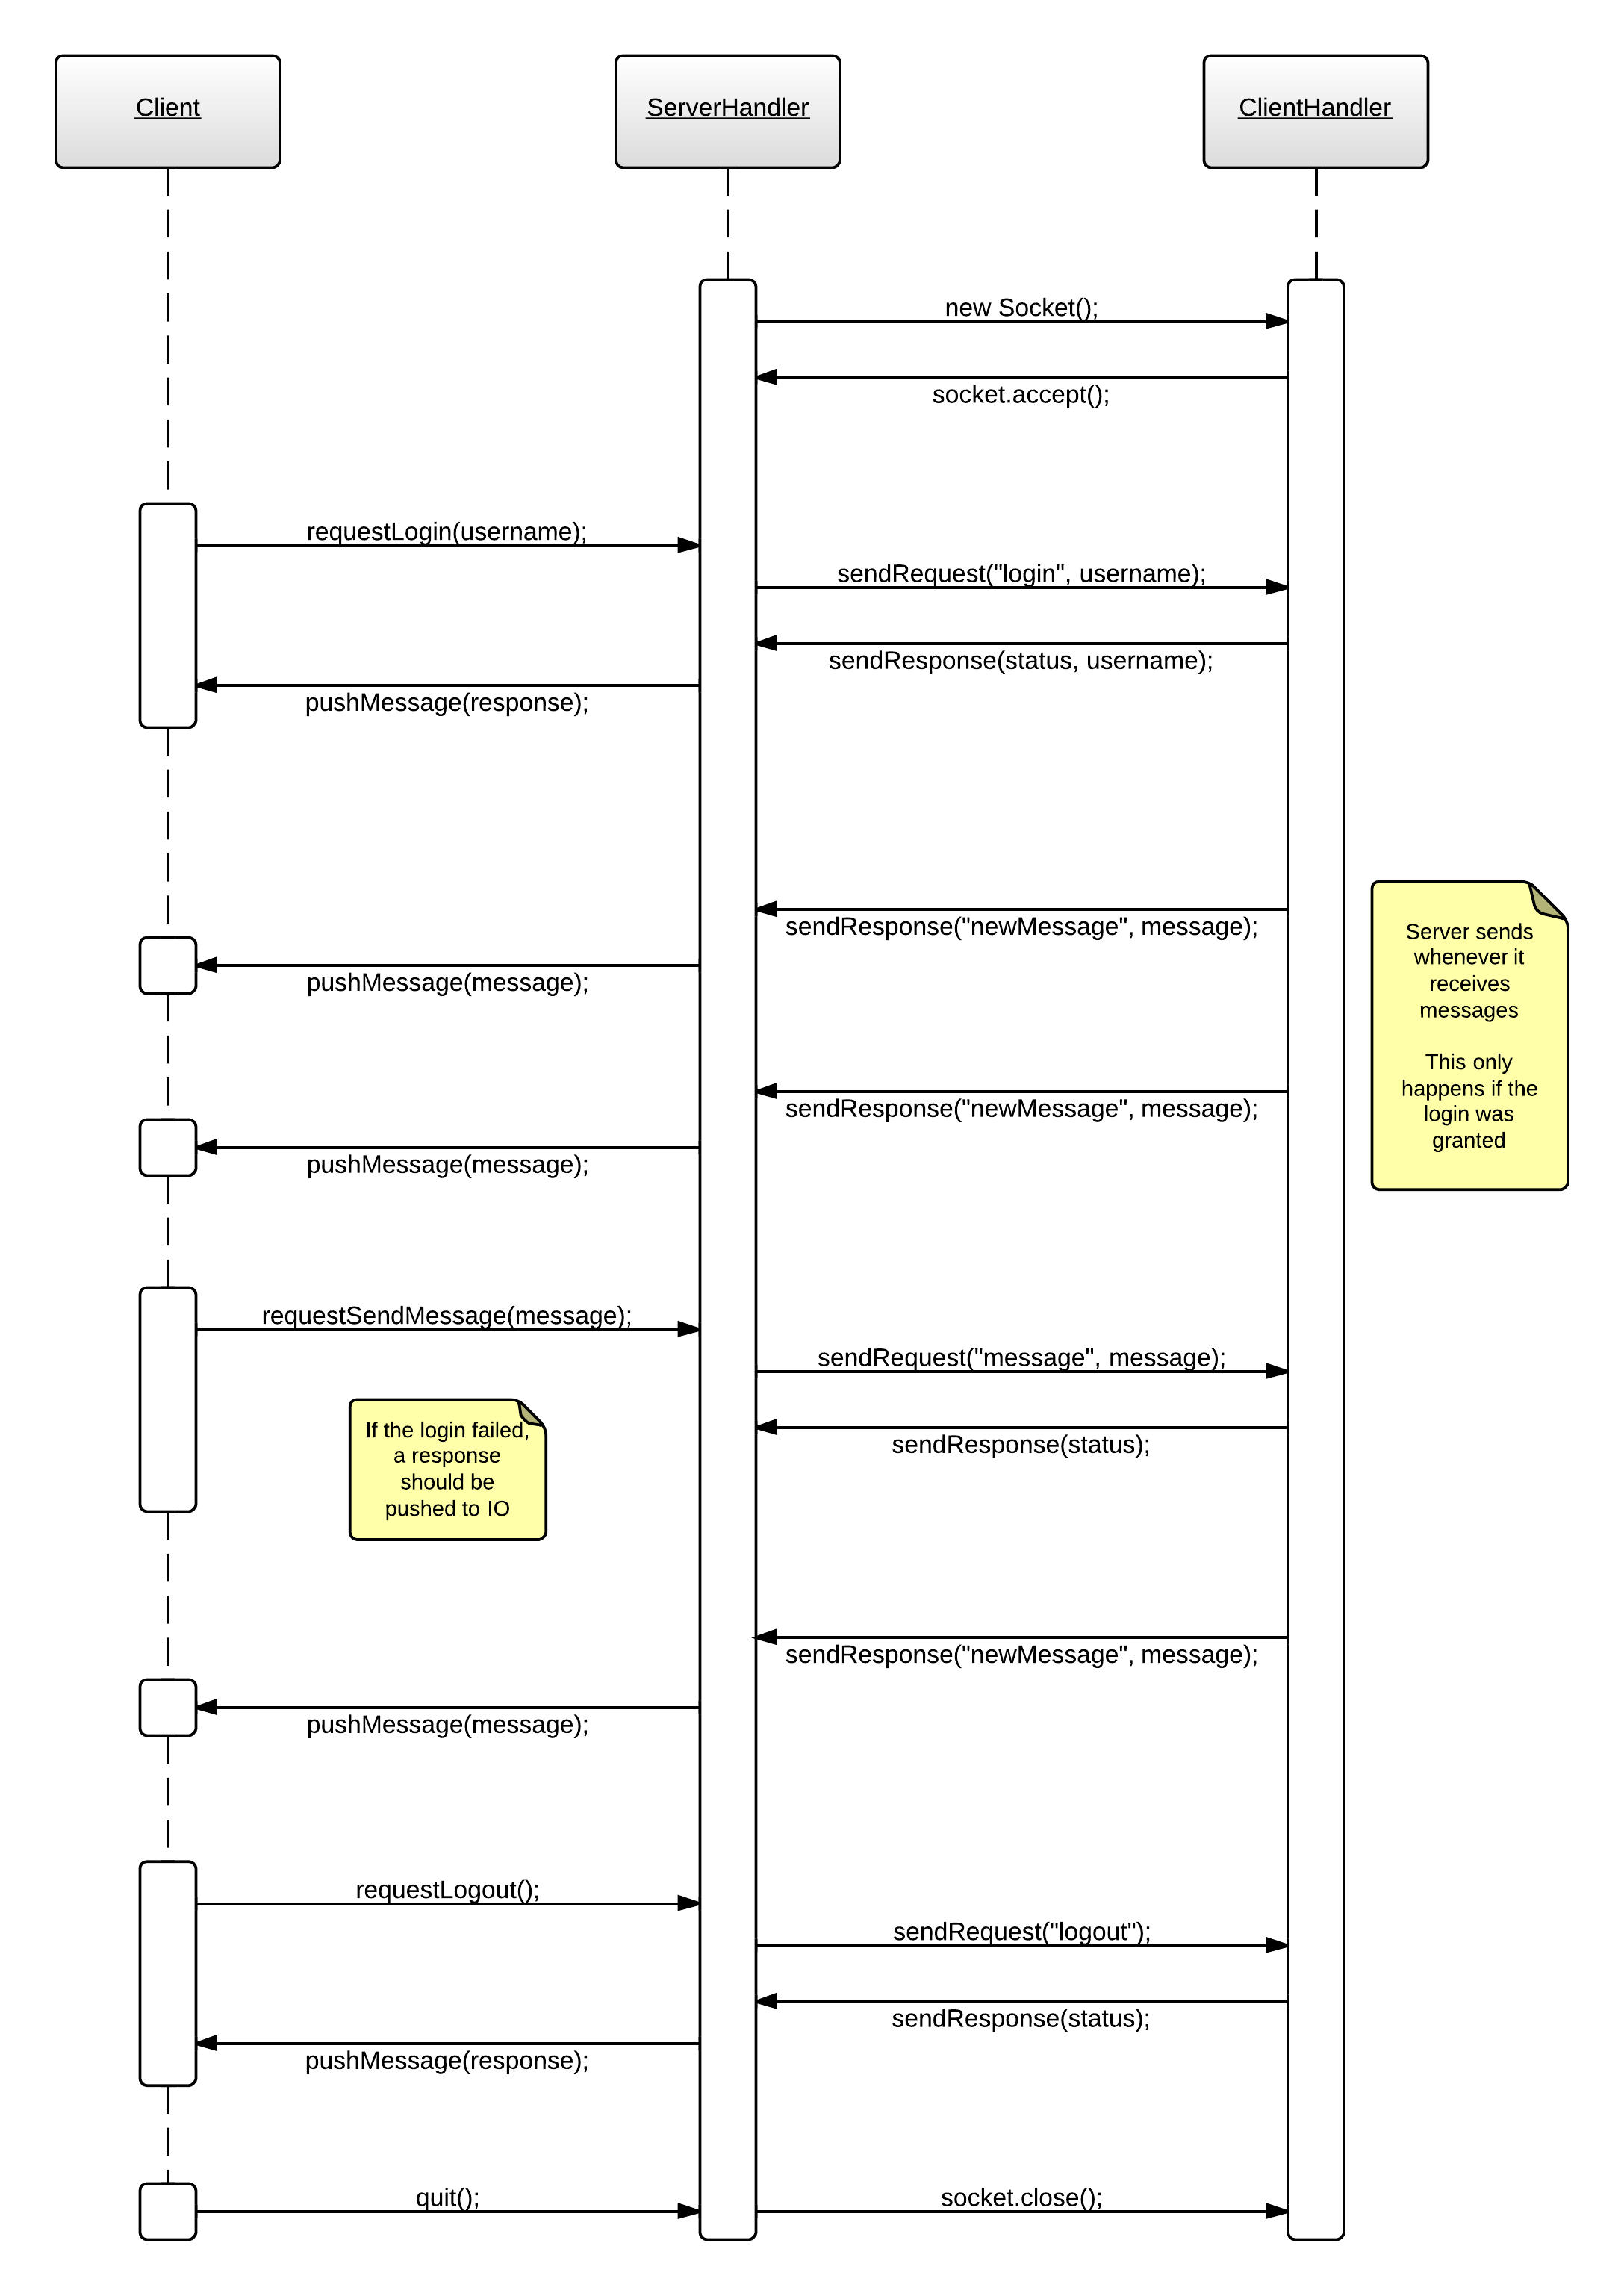 Client
ServerHandler
ClientHandler
new Socket();
socket.accept();
requestLogin(username);
sendRequest("login", username);
sendResponse(status, username);
pushMessage(response);
sendResponse("newMessage", message);
pushMessage(message);
Server sends
whenever it
receives
messages
This only
happens if the
login was
granted
sendResponse("newMessage", message);
pushMessage(message);
requestSendMessage(message);
sendRequest("message", message);
sendResponse(status);
If the login failed,
a response
should be
pushed to IO
sendResponse("newMessage", message);
pushMessage(message);
requestLogout();
sendRequest("logout");
sendResponse(status);
pushMessage(response);
quit();
socket.close();